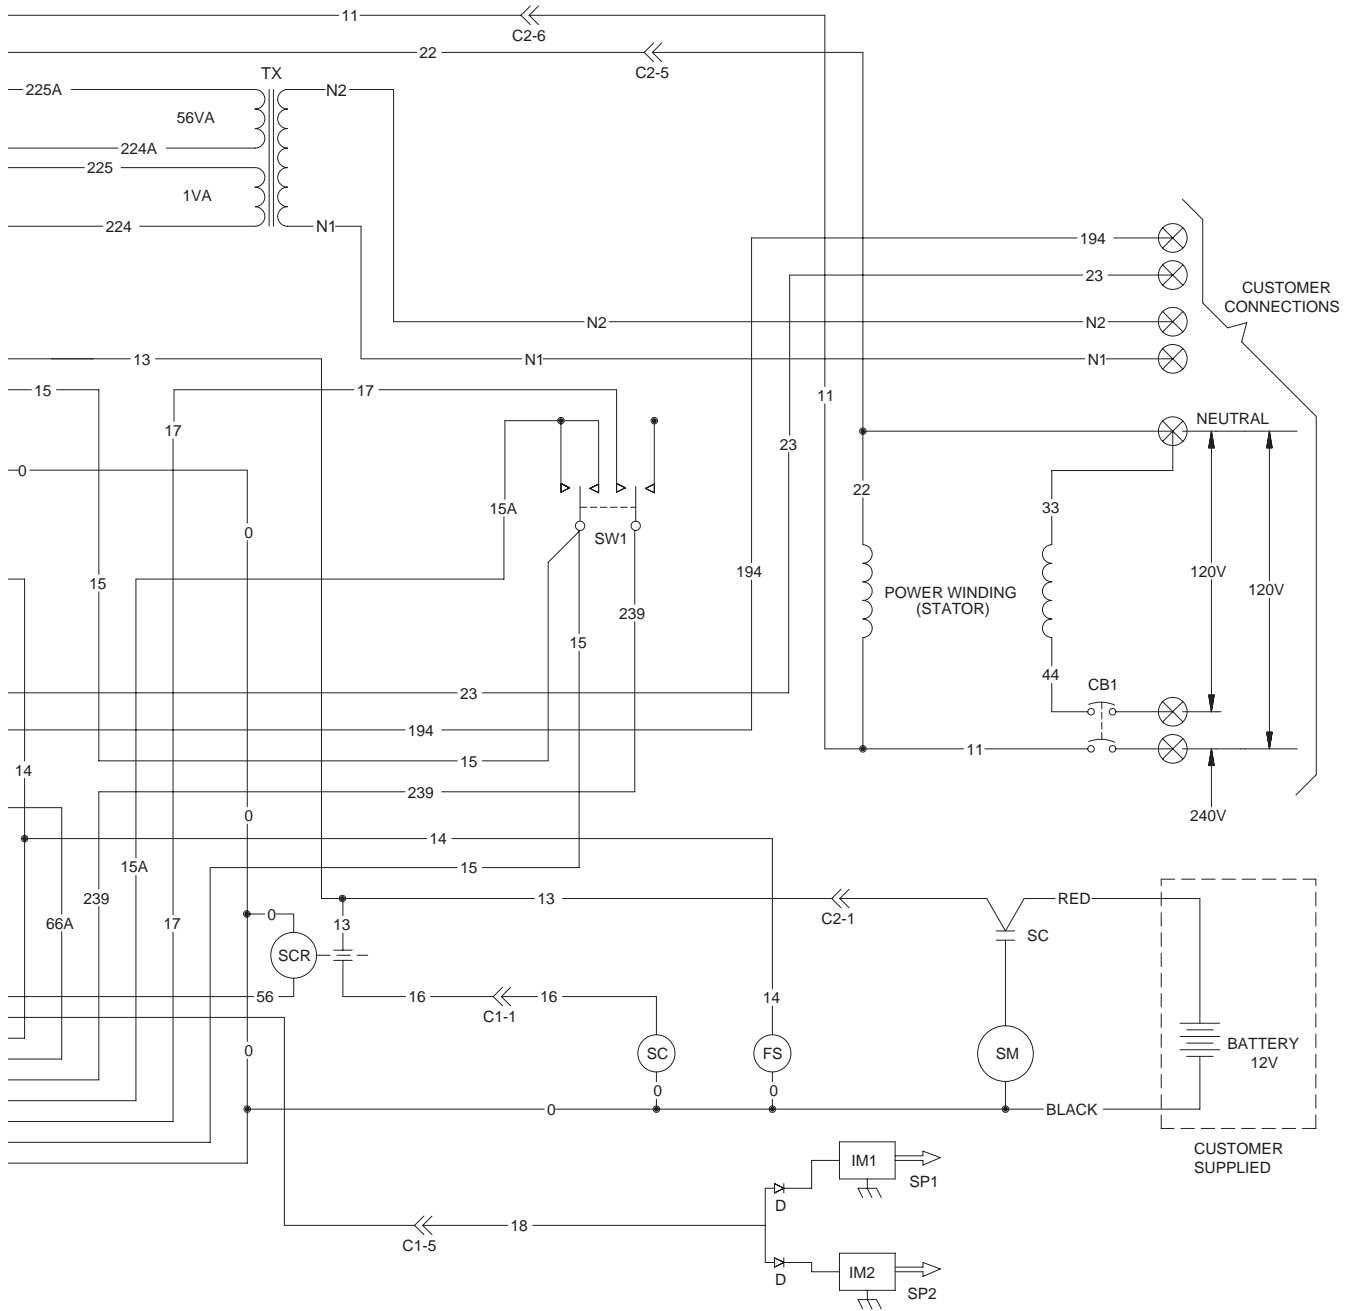 11
C2-6
22
C2-5
TX
225A
N2
56VA
224A
225
1VA
224
N1
194
23
CUSTOMER
CONNECTIONS
N2
N2
13
N1
N1
15
17
11
17
NEUTRAL
23
0
22
15A
33
0
SW1
15
194
120V
120V
POWER WINDING
(STATOR)
239
15
44
CB1
23
194
11
15
14
239
240V
0
14
15A
15
239
13
RED
66A
17
0
13
C2-1
SC
SCR
56
16
16
14
C1-1
0
SC
FS
SM
BATTERY
12V
0
0
0
BLACK
CUSTOMER
SUPPLIED
IM1
SP1
D
18
C1-5
IM2
D
SP2